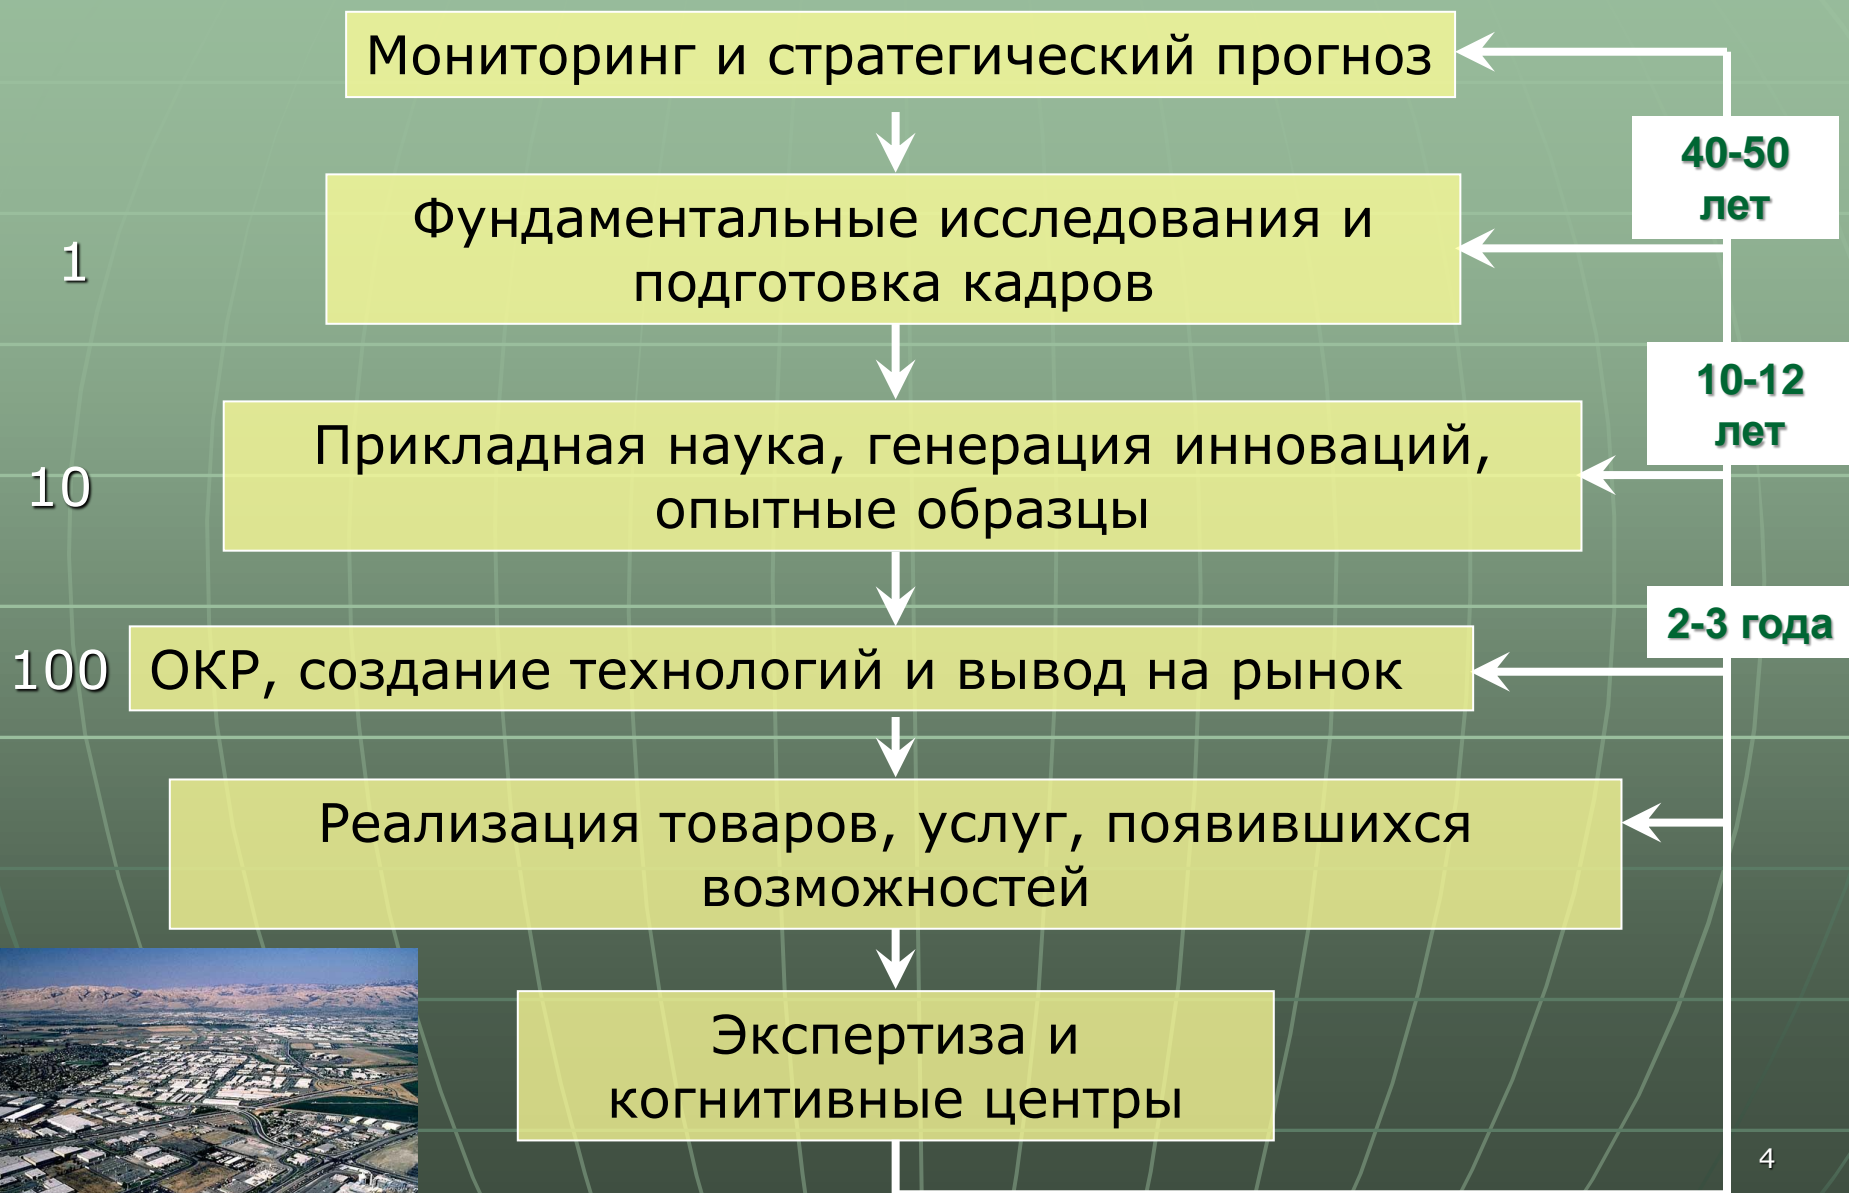 Мониторинг и стратегический прогноз
40-50
лет
1
Фундаментальные исследования и
подготовка кадров
10-12
лет
10
Прикладная наука, генерация инноваций,
опытные образцы
2-3 года
100
ОКР, создание технологий и вывод на рынок
Реализация товаров, услуг, появившихся
возможностей
Экспертиза и
когнитивные центры
4